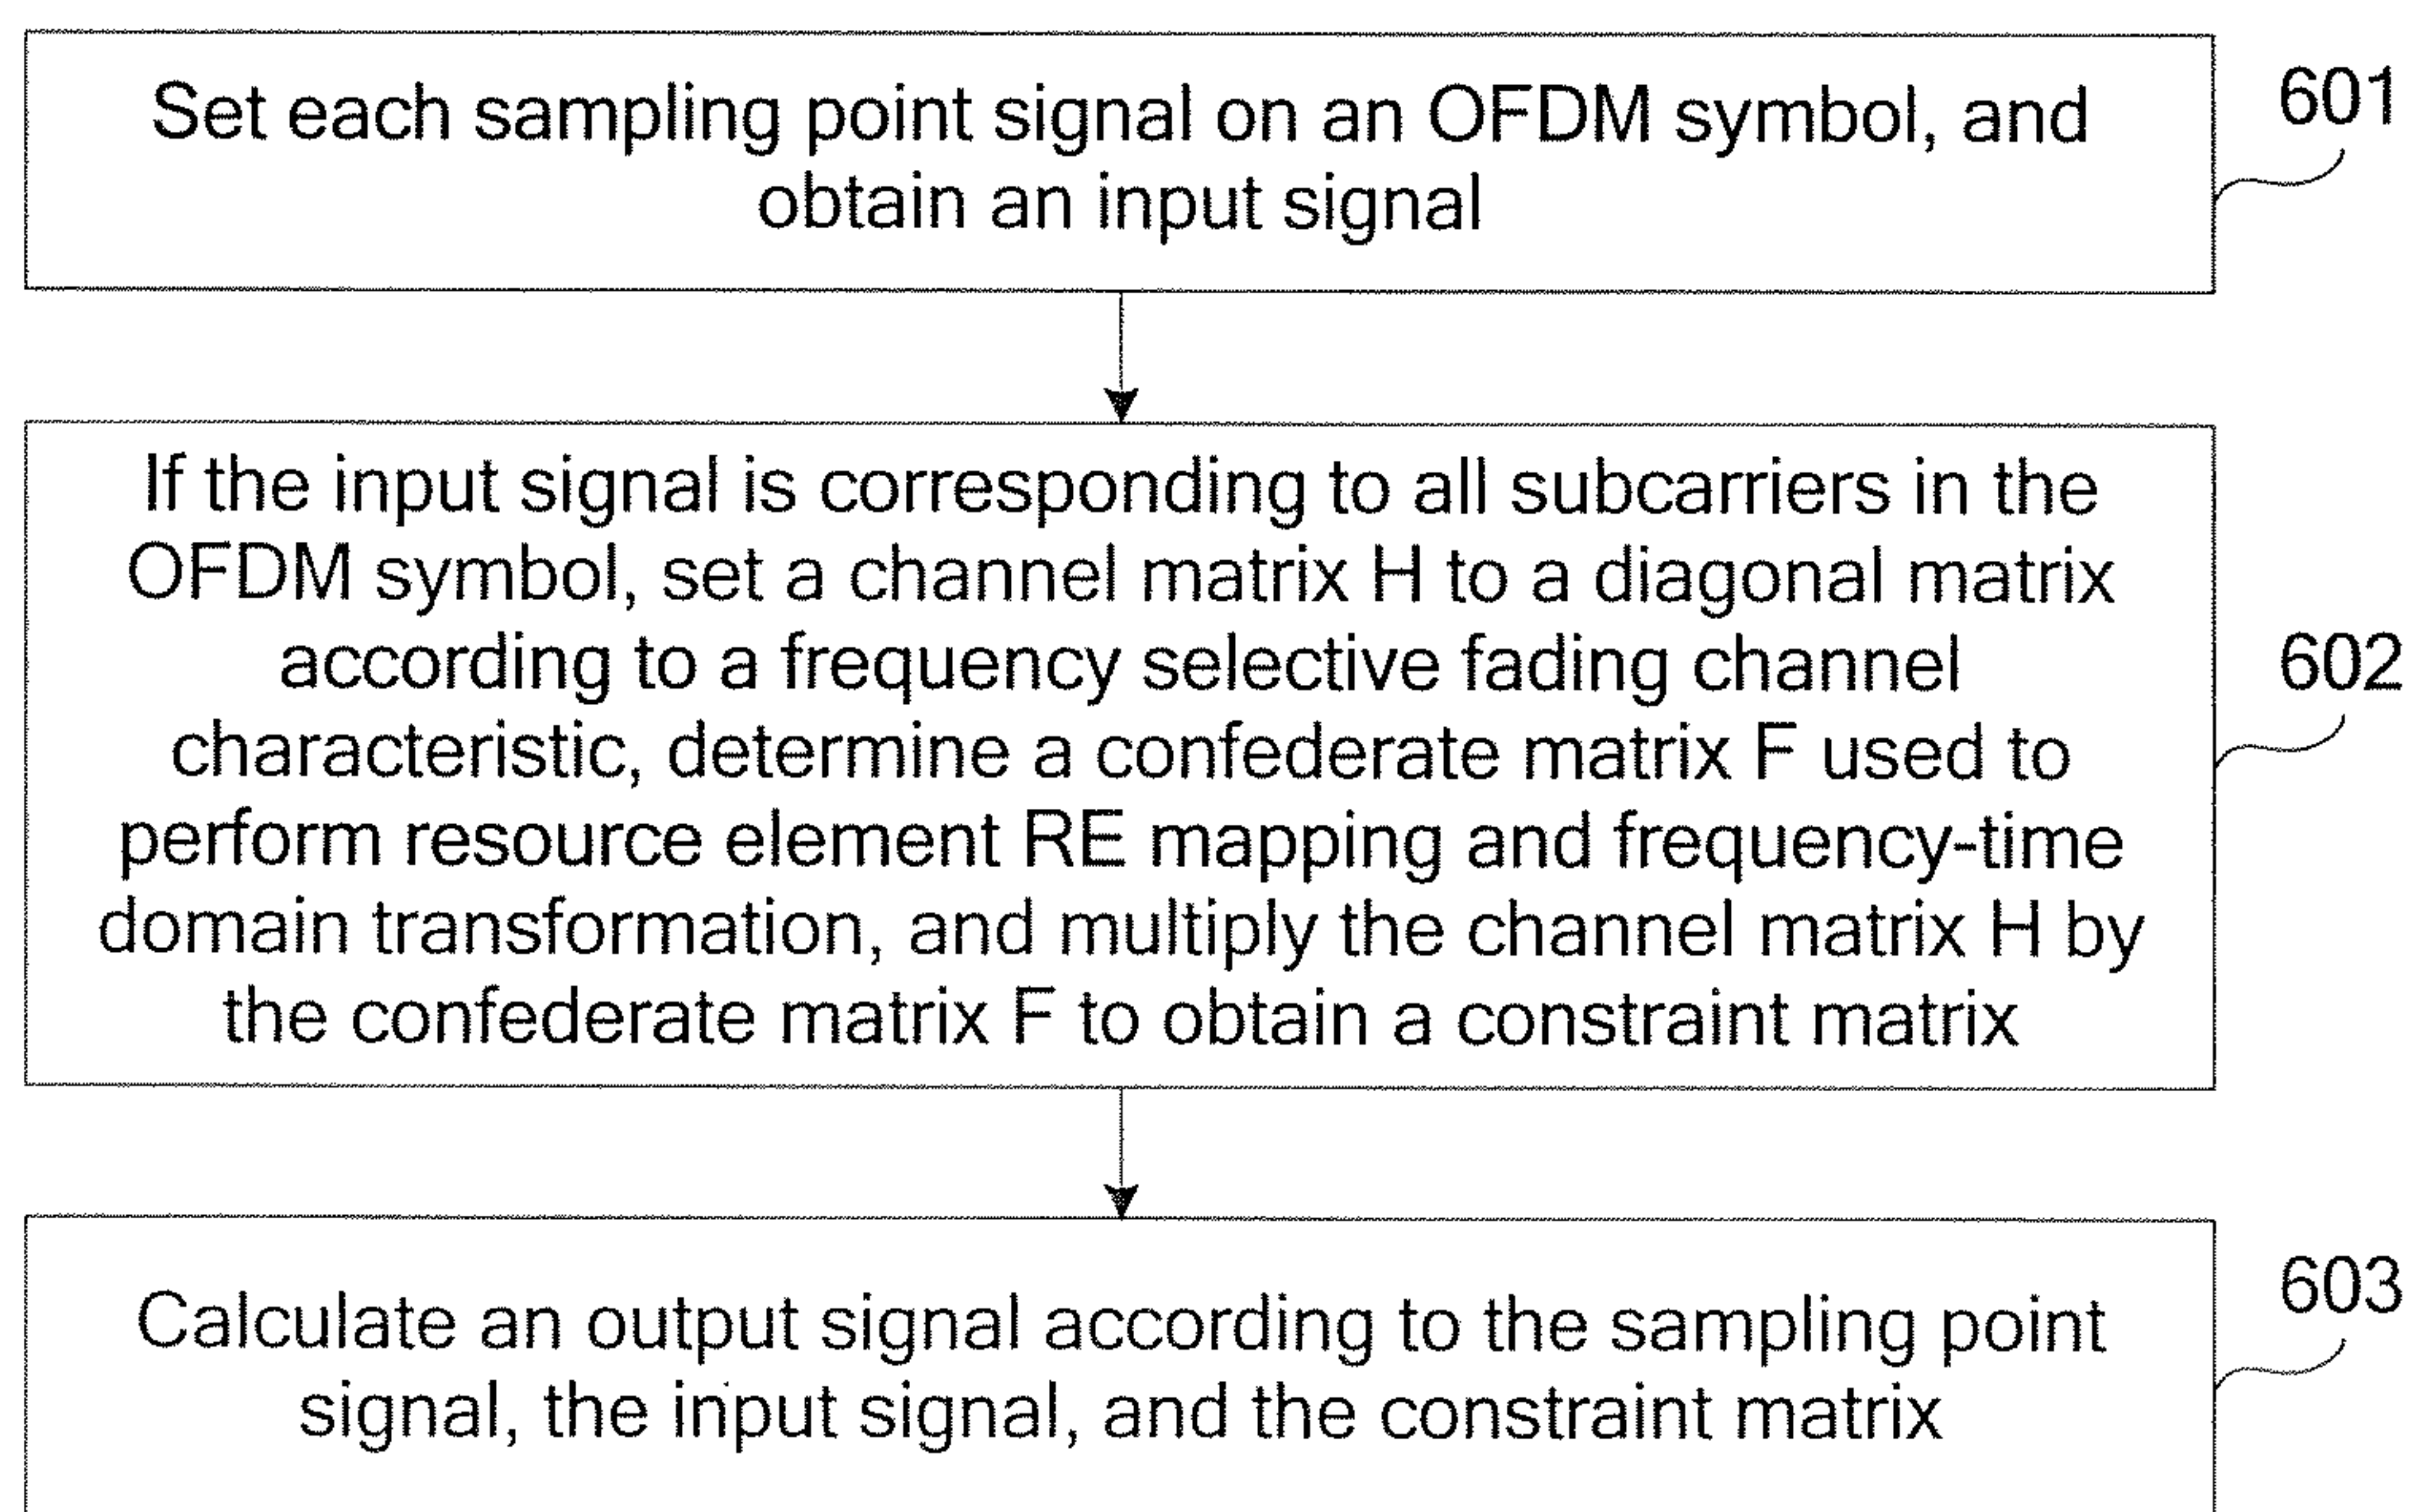 Set each sampling point signal on an OFDM symbol, and
obtain an input signal
601
If the input signal is corresponding to all subcarriers in the
OFDM symbol, set a channel matrix H to a diagonal matrix
according to a frequency selective fading channel
characteristic, determine a confederate matrix F used to
perform resource element RE mapping and frequency-time
domain transformation, and multiply the channel matrix H by
the confederate matrix F to obtain a constraint matrix
602
Calculate an output signal according to the sampling point
signal, the input signal, and the constraint matrix
603